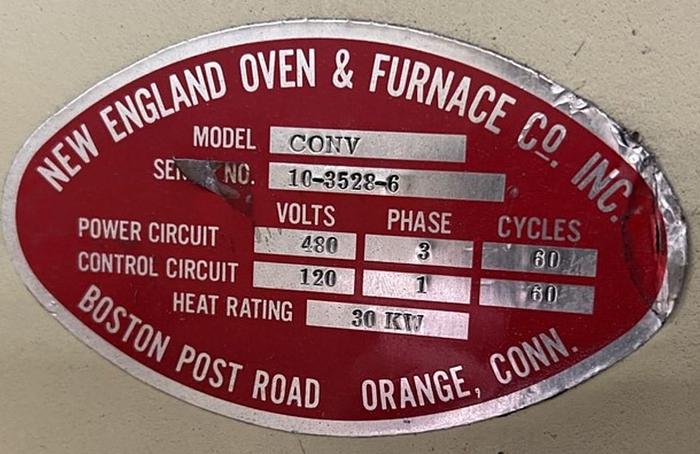 NEW ENGLAND OVEN & FURNACE CO. INC.
MODEL CONV
NO. 10-3528-6
VOLTS PHASE CYCLES
POWER CIRCUIT 480 3 60
CONTROL CIRCUIT 120 1 60
HEAT RATING 30 KW
BOSTON POST ROAD ORANGE, CONN.